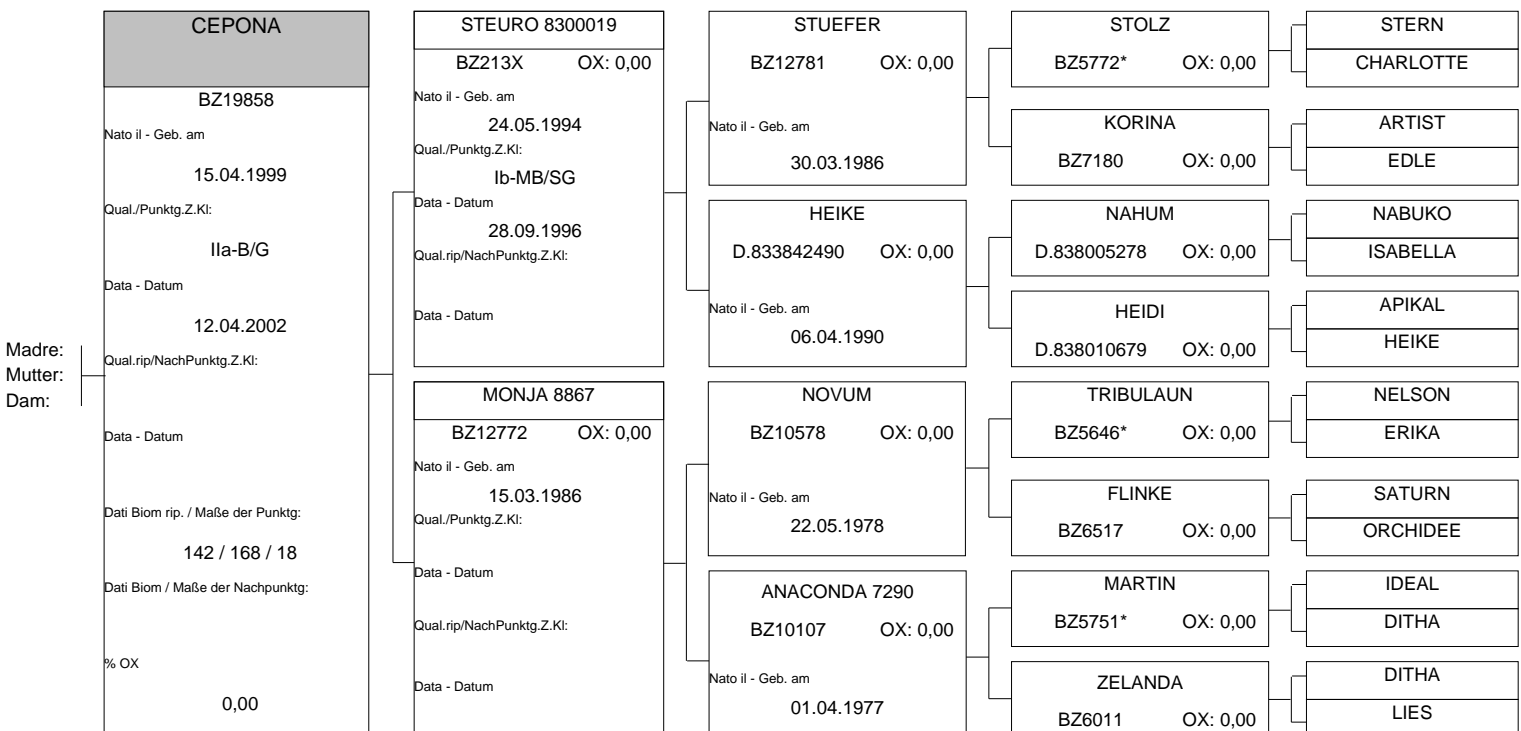 Madre:
Mutter:
Dam:
CEPONA
BZ19858
Nato il - Geb. am
15.04.1999
Qual./Punktg.Z.Kl:
IIa-B/G
Data - Datum
12.04.2002
Qual.rip/NachPunktg.Z.Kl:
Data - Datum
Dati Biom rip. / Maße der Punktg:
142 / 168 / 18
Dati Biom / Maße der Nachpunktg:
% OX
0,00
STEURO 8300019
BZ213X OX: 0,00
Nato il - Geb. am
24.05.1994
Qual./Punktg.Z.Kl:
Ib-MB/SG
Data - Datum
28.09.1996
Qual.rip/NachPunktg.Z.Kl:
Data - Datum
MONJA 8867
BZ12772 OX: 0,00
Nato il - Geb. am
15.03.1986
Qual./Punktg.Z.Kl:
Data - Datum
Qual.rip/NachPunktg.Z.Kl:
Data - Datum
STUEFER
BZ12781 OX: 0,00
Nato il - Geb. am
30.03.1986
HEIKE
D.833842490 OX: 0,00
Nato il - Geb. am
06.04.1990
NOVUM
BZ10578 OX: 0,00
Nato il - Geb. am
22.05.1978
ANACONDA 7290
BZ10107 OX: 0,00
Nato il - Geb. am
01.04.1977
STOLZ
BZ5772* OX: 0,00
KORINA
BZ7180 OX: 0,00
NAHUM
D.838005278 OX: 0,00
HEIDI
D.838010679 OX: 0,00
TRIBULAUN
BZ5646* OX: 0,00
FLINKE
BZ6517 OX: 0,00
MARTIN
BZ5751* OX: 0,00
ZELANDA
BZ6011 OX: 0,00
STERN
CHARLOTTE
ARTIST
EDLE
NABUKO
ISABELLA
APIKAL
HEIKE
NELSON
ERIKA
SATURN
ORCHIDEE
IDEAL
DITHA
DITHA
LIES